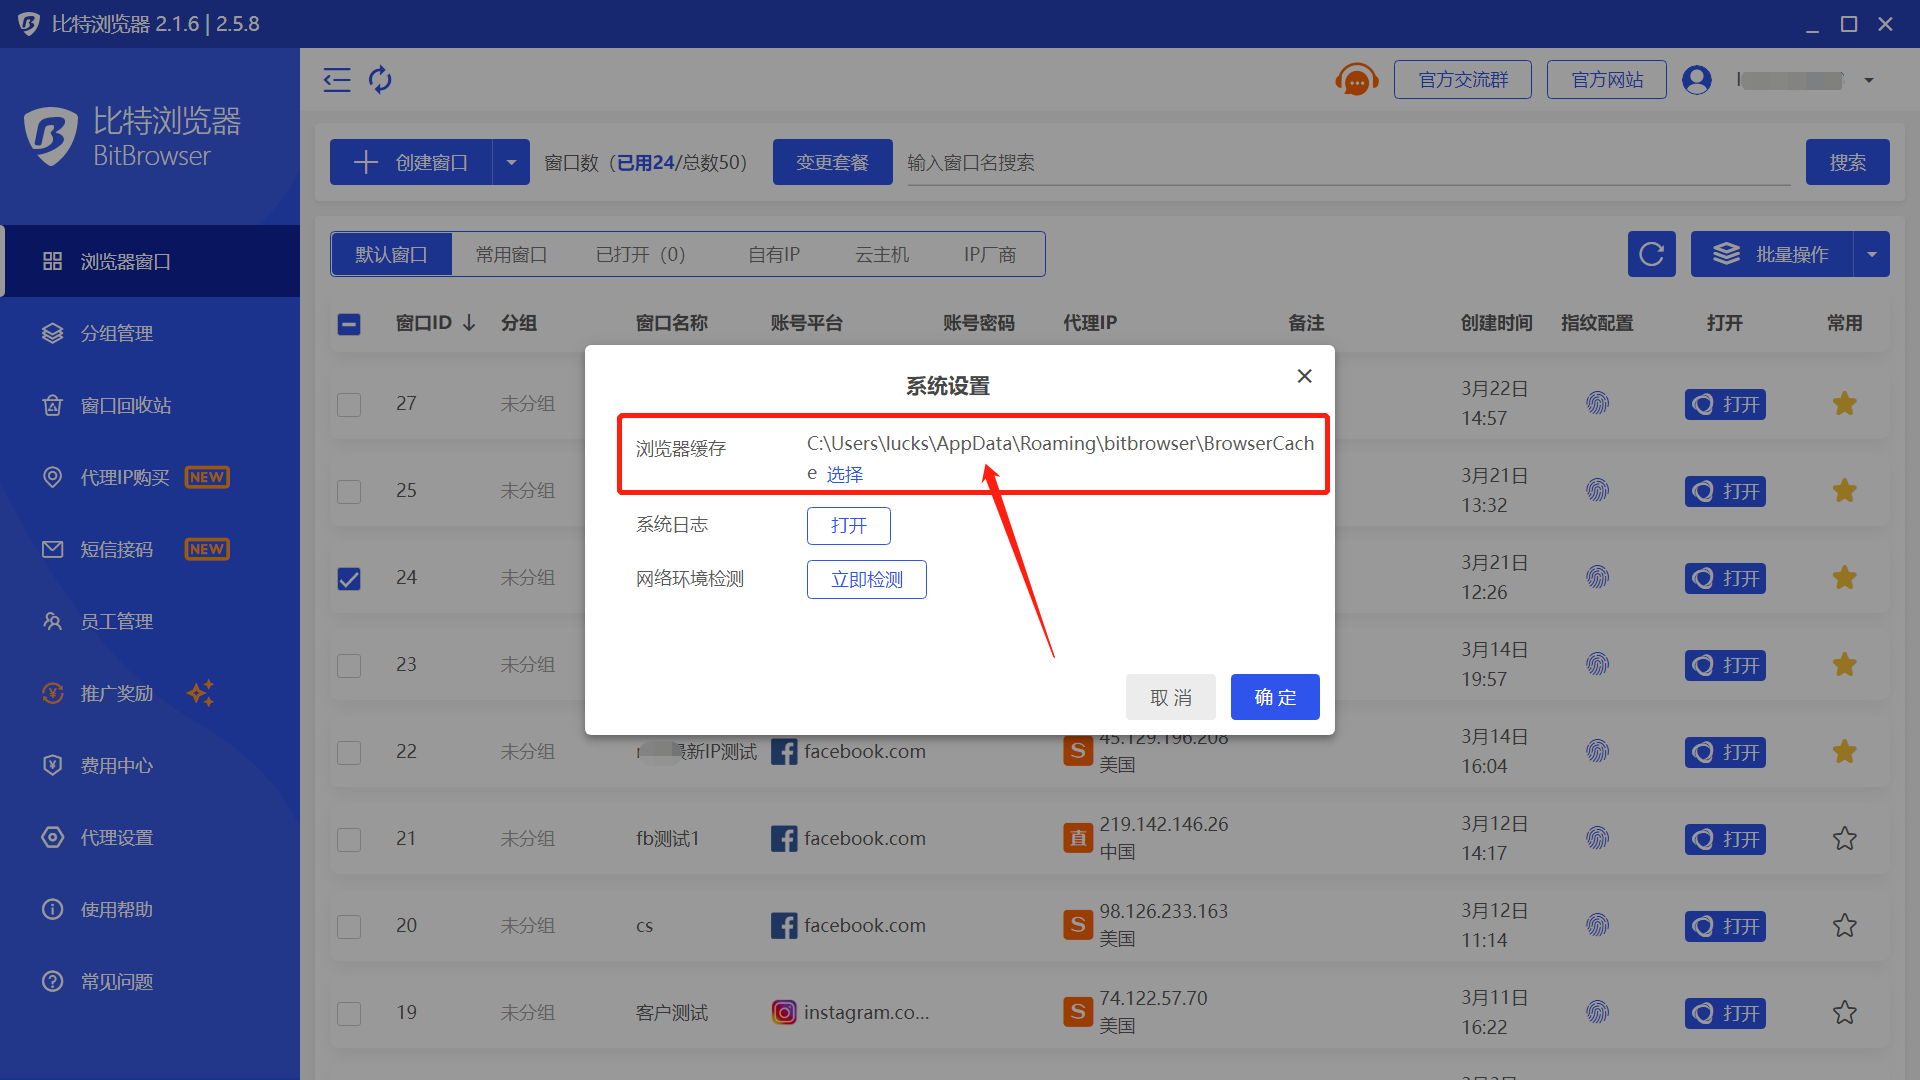 比特浏览器 2.1.6 | 2.5.8
官方交流群
官方网站
比特浏览器
BitBrowser
浏览器窗口
分组管理
窗口回收站
代理IP购买 NEW
短信接码 NEW
员工管理
推广奖励
费用中心
代理设置
使用帮助
常见问题
创建窗口
窗口数（已用24/总数50）
变更套餐
输入窗口名搜索
搜索
默认窗口 常用窗口 已打开（0） 自有IP 云主机 IP厂商
批量操作
窗口ID 分组 窗口名称 账号平台 账号密码 代理IP 备注 创建时间 指纹配置 打开 常用
系统设置
浏览器缓存
C:\Users\lucks\AppData\Roaming\bitbrowser\BrowserCach
e 选择
系统日志 打开
网络环境检测 立即检测
取 消 确 定
27 未分组 3月22日 打开
14:57
25 未分组 3月21日 打开
13:32
24 未分组 3月21日 打开
12:26
23 未分组 3月14日 打开
19:57
22 未分组 新IP测试 facebook.com S 45.129.196.208 3月14日 打开
美国 16:04
21 未分组 fb测试1 facebook.com 直 219.142.146.26 3月12日 打开
中国 14:17
20 未分组 cs facebook.com S 98.126.233.163 3月12日 打开
美国 11:14
19 未分组 客户测试 instagram.co... S 74.122.57.70 3月11日 打开
美国 16:22